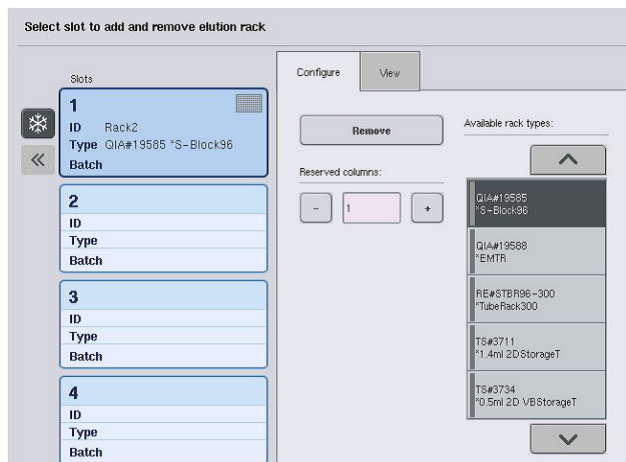 Select slot to add and remove elution rack
Slots
1
ID Rack2
Type QIA#19585 *S-Block96
Batch
2
ID
Type
Batch
3
ID
Type
Batch
4
ID
Type
Batch
Configure
View
Remove
Reserved columns:
- 1 +
Available rack types:
QIA#19585
*S-Block96
QIA#19588
*EMTR
RE#STBR96-300
*TubeRack300
TS#3711
*1.4ml 2DStorageT
TS#3734
*0.5ml 2D VBStorageT